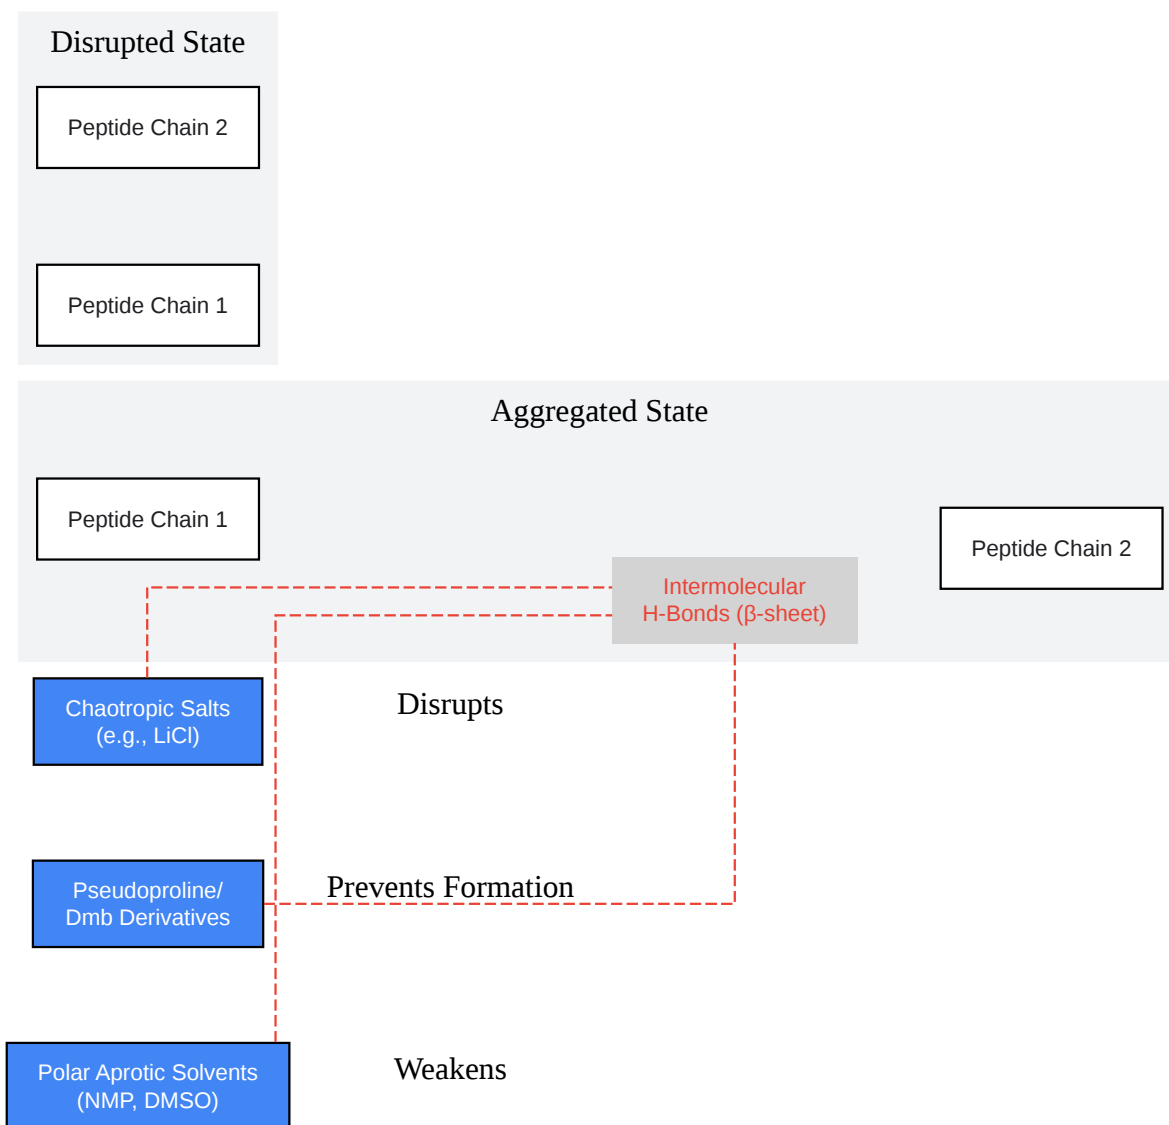 Disrupted State
Peptide Chain 2
Peptide Chain 1
Aggregated State
Peptide Chain 1
Peptide Chain 2
Intermolecular
H-Bonds (β-sheet)
Chaotropic Salts
(e.g., LiCl)
Disrupts
Pseudoproline/
Dmb Derivatives
Prevents Formation
Polar Aprotic Solvents
(NMP, DMSO)
Weakens